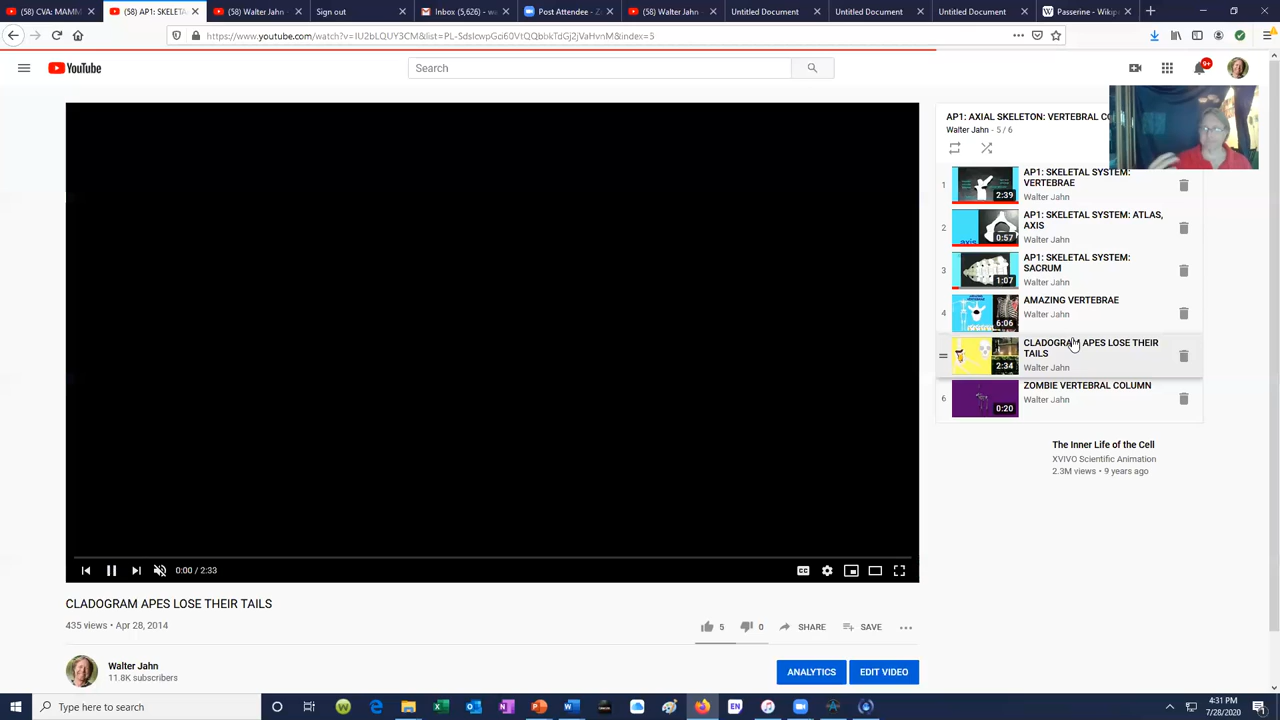 (58) CVA: MAMM
(58) AP1: SKELETA
(58) Walter Jahn -
Sign out
Inbox (5,626) - we
Post Attendee - Z
(58) Walter Jahn -
Untitled Document
Untitled Document
Untitled Document
Passerine - Wikip
YouTube
Search
9+
AP1: AXIAL SKELETON: VERTEBRAL CO
Walter Jahn - 5 / 6
1
2:39
AP1: SKELETAL SYSTEM: VERTEBRAE
Walter Jahn
2
axis
0:57
AP1: SKELETAL SYSTEM: ATLAS, AXIS
Walter Jahn
3
1:07
AP1: SKELETAL SYSTEM: SACRUM
Walter Jahn
4
6:06
AMAZING VERTEBRAE
Walter Jahn
2:34
CLADOGRAM APES LOSE THEIR TAILS
Walter Jahn
6
0:20
ZOMBIE VERTEBRAL COLUMN
Walter Jahn
The Inner Life of the Cell
XVIVO Scientific Animation
2.3M views • 9 years ago
0:00 / 2:33
CC
CLADOGRAM APES LOSE THEIR TAILS
435 views • Apr 28, 2014
5
0
SHARE
SAVE
Walter Jahn
11.8K subscribers
ANALYTICS
EDIT VIDEO
Type here to search
EN
4:31 PM
7/28/2020